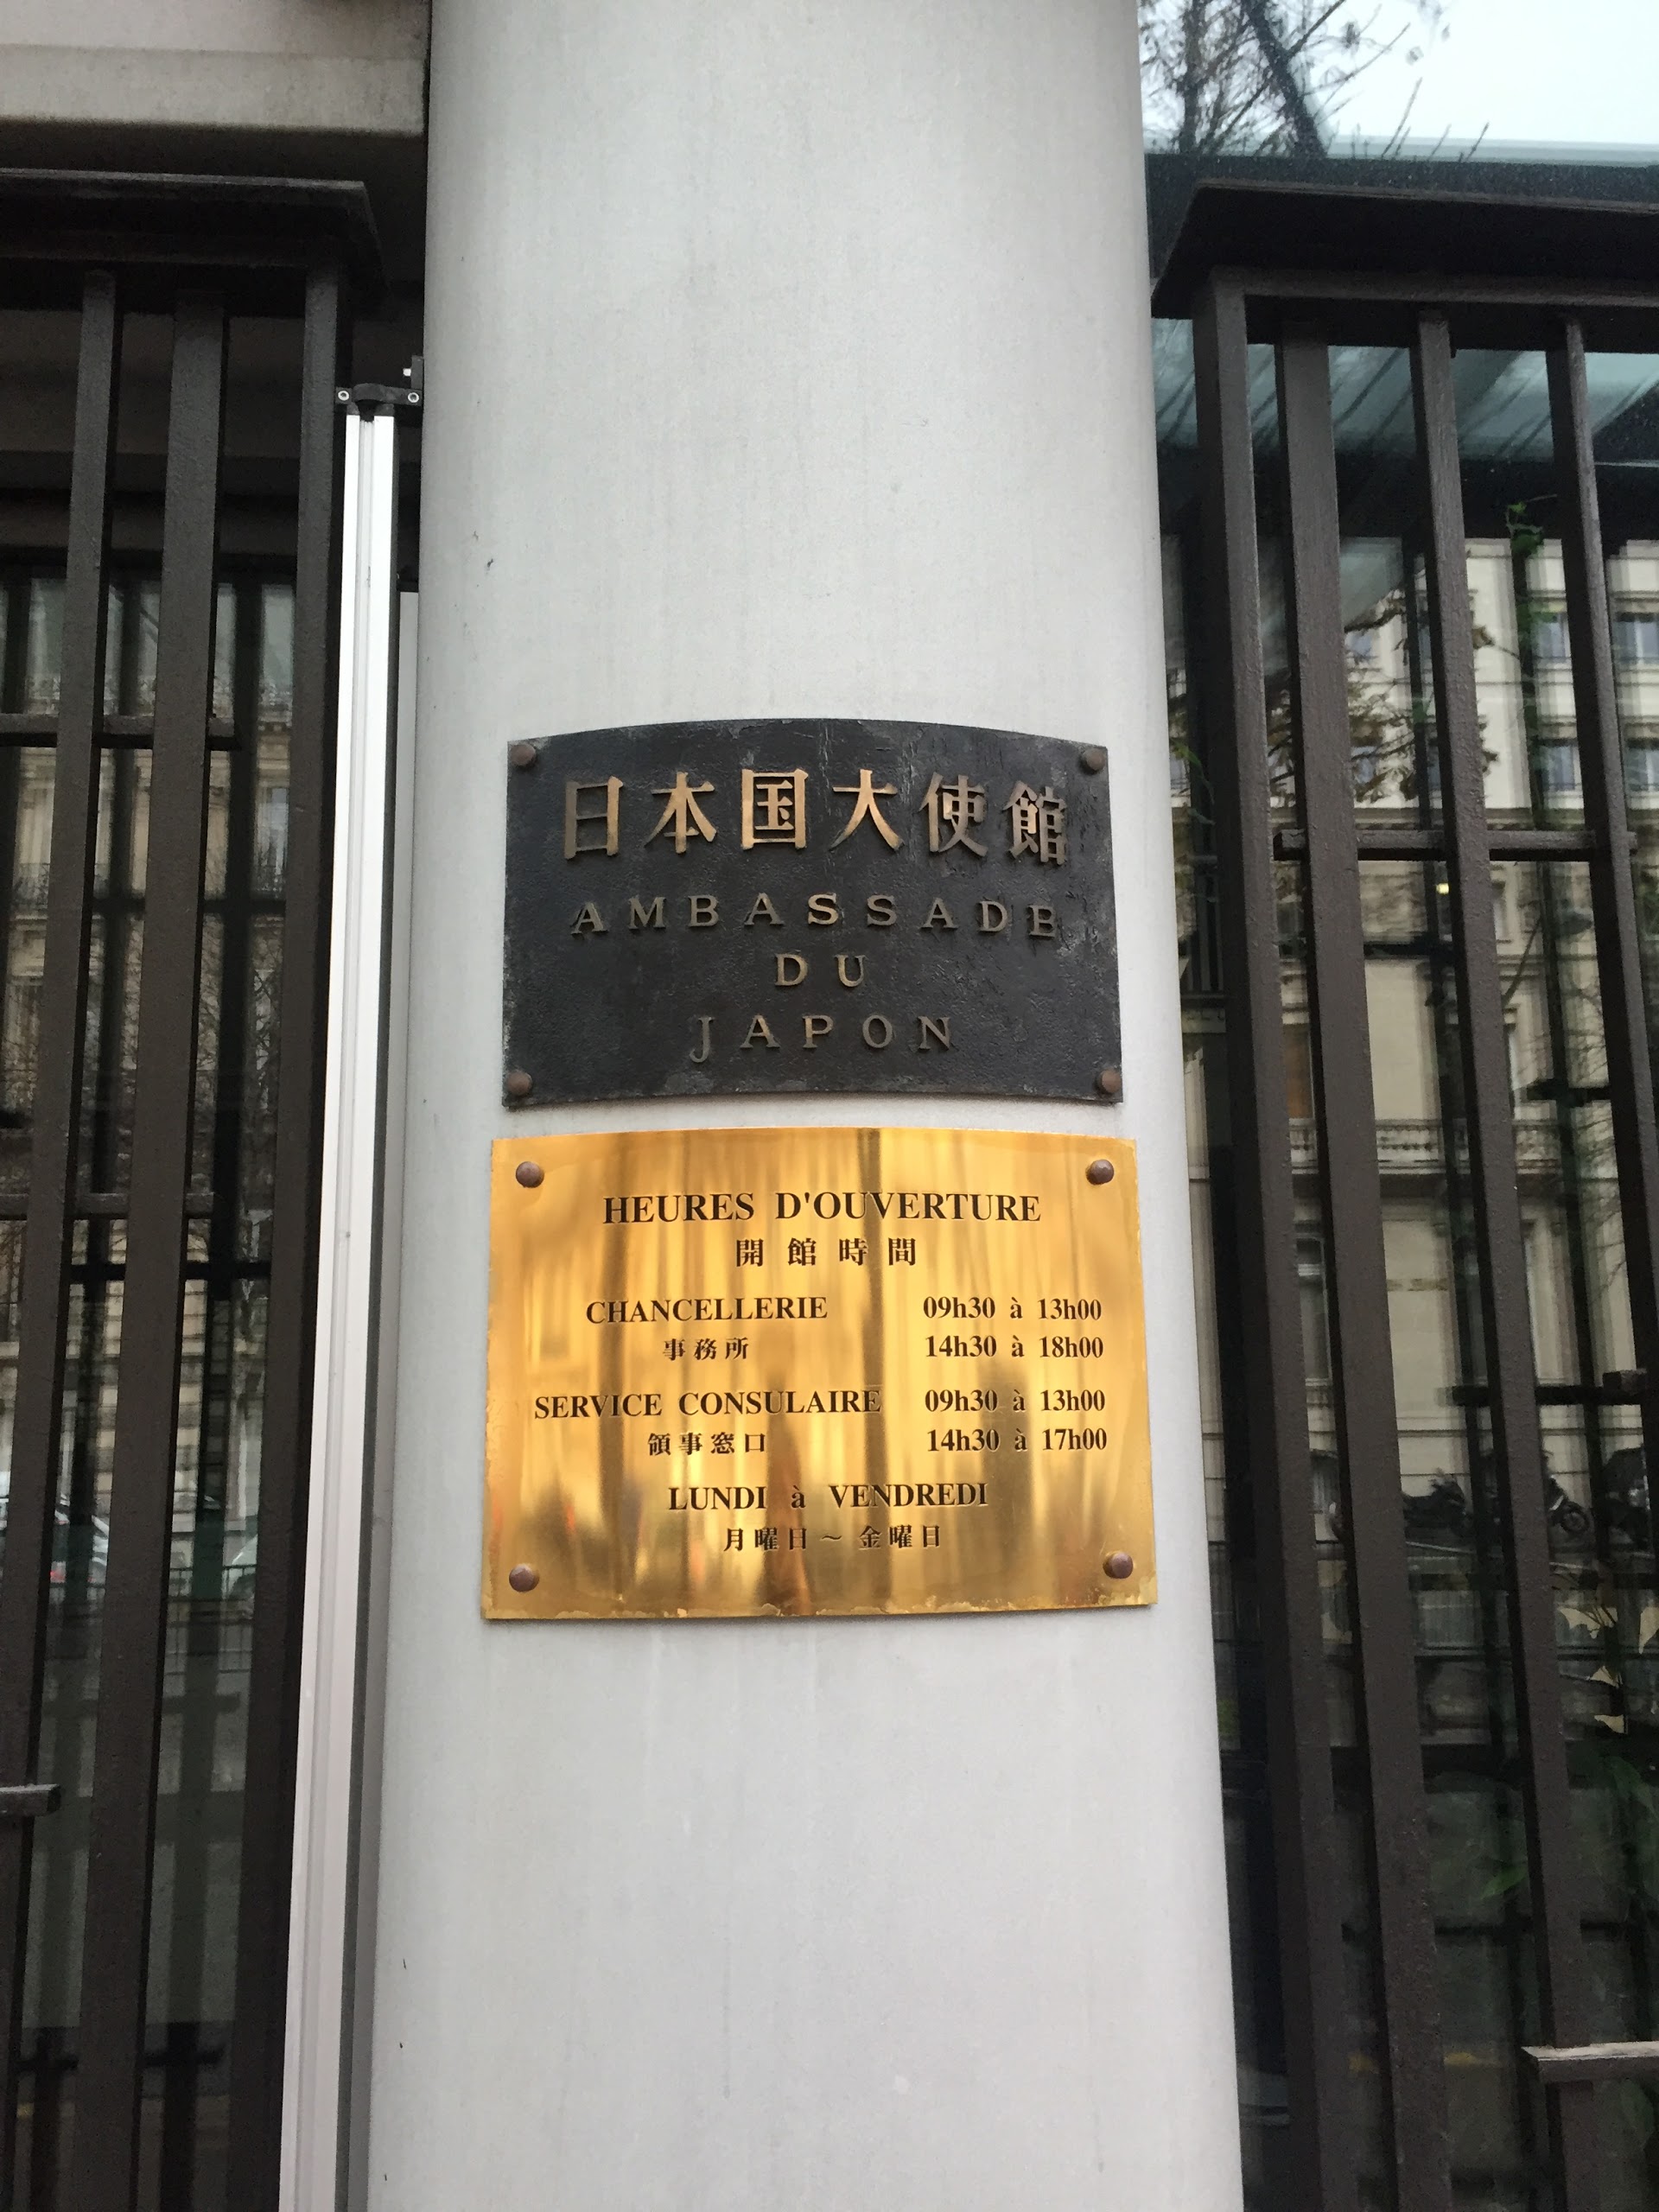 日本国大使館
AMBASSADE
DU
JAPON
HEURES D'OUVERTURE
開館時間
CHANCELLERIE 09h30 à 13h00
事務所 14h30 à 18h00
SERVICE CONSULAIRE 09h30 à 13h00
領事窓口 14h30 à 17h00
LUNDI à VENDREDI
月曜日～金曜日